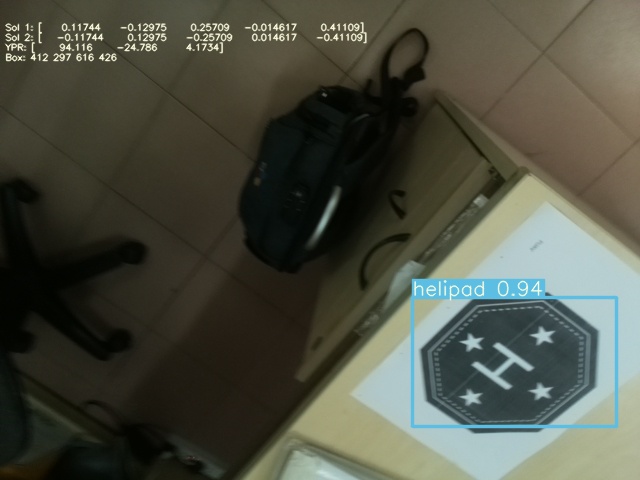 Sol 1: [ 0.11744 -0.12975 0.25709 -0.014617 0.41109]
Sol 2: [ -0.11744 0.12975 -0.25709 0.014617 -0.41109]
YPR: [ 94.116 -24.786 4.1734]
Box: 412 297 616 426
helipad 0.94
H